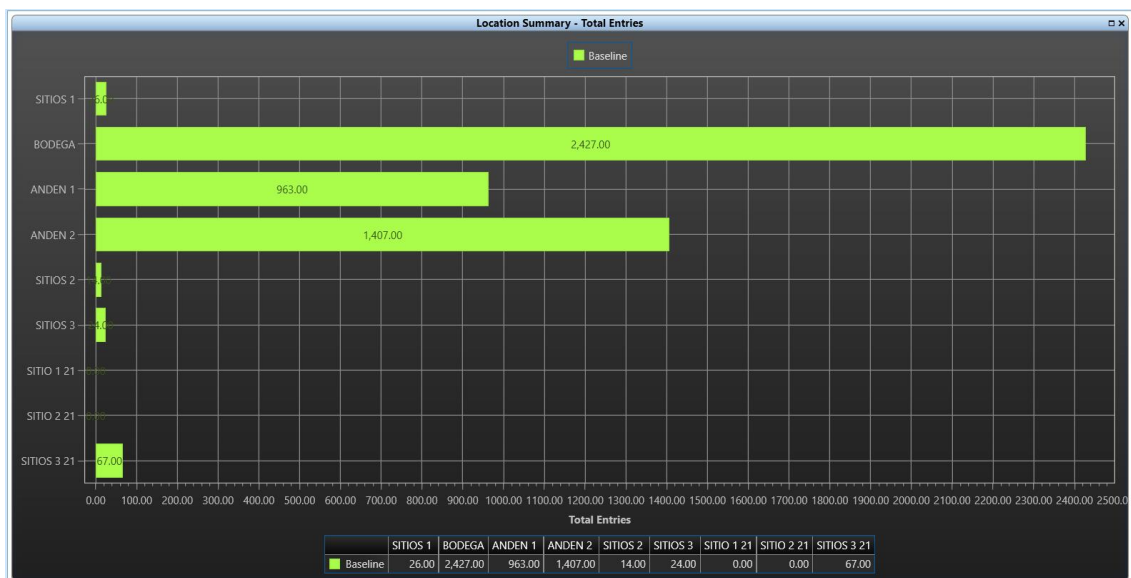 Location Summary - Total Entries
Baseline
SITIOS 1
BODEGA 2,427.00
ANDEN 1 963.00
ANDEN 2 1,407.00
SITIOS 2
SITIOS 3
SITIO 1 21
SITIO 2 21
SITIOS 3 21 67.00
0.00 100.00 200.00 300.00 400.00 500.00 600.00 700.00 800.00 900.00 1000.00 1100.00 1200.00 1300.00 1400.00 1500.00 1600.00 1700.00 1800.00 1900.00 2000.00 2100.00 2200.00 2300.00 2400.00 2500.0
Total Entries
SITIOS 1 BODEGA ANDEN 1 ANDEN 2 SITIOS 2 SITIOS 3 SITIO 1 21 SITIO 2 21 SITIOS 3 21
Baseline 26.00 2,427.00 963.00 1,407.00 14.00 24.00 0.00 0.00 67.00